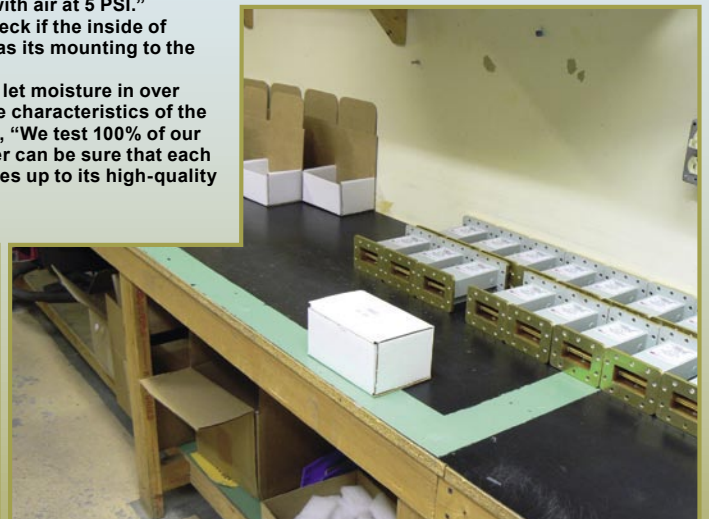 with air at 5 PSI.”
eck if the inside of
as its mounting to the
let moisture in over
e characteristics of the
, “We test 100% of our
er can be sure that each
es up to its high-quality